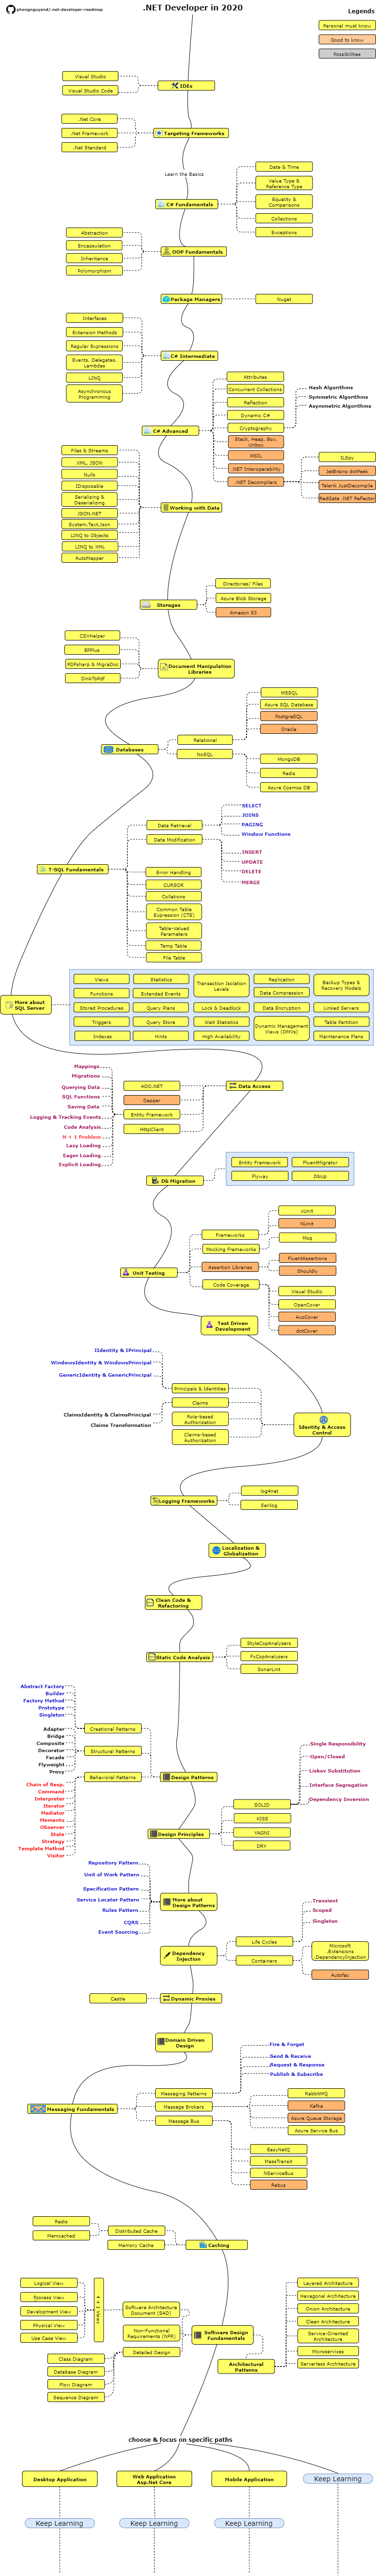 phongnguyend/.net-developer-roadmap
.NET Developer in 2020
Legends
Personal must know
Good to know
Possibilities
Visual Studio
Visual Studio Code
IDEs
.Net Core
.Net Framework
.Net Standard
Targeting Frameworks
Learn the Basics
C# Fundamentals
Date & Time
Value Type &
Reference Type
Equality &
Comparisons
Collections
Exceptions
Abstraction
Encapsulation
Inheritance
Polymorphism
OOP Fundamentals
Package Managers
Nuget
Interfaces
Extension Methods
Regular Expressions
Events, Delegates,
Lambdas
LINQ
Asynchronous
Programming
C# Intermediate
C# Advanced
Attributes
Concurrent Collections
Reflection
Dynamic C#
Cryptography
Stack, Heap, Box,
Unbox
MSIL
.NET Interoperability
.NET Decompilers
Hash Algorithms
Symmetric Algorithms
Asymmetric Algorithms
ILSpy
JetBrains dotPeek
Telerik JustDecompile
RedGate .NET Reflector
Files & Streams
XML, JSON
Nulls
IDisposable
Serializing &
Deserializing
JSON.NET
System.Text.Json
LINQ to Objects
LINQ to XML
AutoMapper
Working with Data
Storages
Directories/ Files
Azure Blob Storage
Amazon S3
CSVHelper
EPPlus
PDFsharp & MigraDoc
DinkToPdf
Document Manipulation
Libraries
Databases
Relational
NoSQL
MSSQL
Azure SQL Database
PostgreSQL
Oracle
MongoDB
Redis
Azure Cosmos DB
T-SQL Fundamentals
Data Retrieval
Data Modification
Error Handling
CURSOR
Collations
Common Table
Expression (CTE)
Table-Valued
Parameters
Temp Table
File Table
SELECT
JOINS
PAGING
Window Functions
INSERT
UPDATE
DELETE
MERGE
More about
SQL Server
Views
Functions
Stored Procedures
Triggers
Indexes
Statistics
Extended Events
Query Plans
Query Store
Hints
Transaction Isolation
Levels
Lock & Deadlock
Wait Statistics
High Availability
Replication
Data Compression
Data Encryption
Dynamic Management
Views (DMVs)
Backup Types &
Recovery Models
Linked Servers
Table Partition
Maintenance Plans
Mappings
Migrations
Querying Data
SQL Functions
Saving Data
Logging & Tracking Events
Code Analysis
N + 1 Problem
Lazy Loading
Eager Loading
Explicit Loading
ADO.NET
Dapper
Entity Framework
HttpClient
Data Access
Db Migration
Entity Framework
FluentMigrator
Flyway
DbUp
Unit Testing
Frameworks
Mocking Frameworks
Assertion Libraries
Code Coverage
xUnit
NUnit
Moq
FluentAssertions
Shouldly
Visual Studio
OpenCover
AxoCover
dotCover
Test Driven
Development
IIdentity & IPrincipal
WindowsIdentity & WindowsPrincipal
GenericIdentity & GenericPrincipal
ClaimsIdentity & ClaimsPrincipal
Claims Transformation
Principals & Identities
Claims
Role-based
Authorization
Claims-based
Authorization
Identity & Access
Control
Logging Frameworks
log4net
Serilog
Localization &
Globalization
Clean Code &
Refactoring
Static Code Analysis
StyleCopAnalyzers
FxCopAnalyzers
SonarLint
Abstract Factory
Builder
Factory Method
Prototype
Singleton
Adapter
Bridge
Composite
Decorator
Facade
Flyweight
Proxy
Chain of Resp.
Command
Interpreter
Iterator
Mediator
Memento
Observer
State
Strategy
Template Method
Visitor
Creational Patterns
Structural Patterns
Behavioral Patterns
Design Patterns
Design Principles
SOLID
KISS
YAGNI
DRY
Single Responsibility
Open/Closed
Liskov Substitution
Interface Segregation
Dependency Inversion
Repository Pattern
Unit of Work Pattern
Specification Pattern
Service Locator Pattern
Rules Pattern
CQRS
Event Sourcing
More about
Design Patterns
Dependency
Injection
Life Cycles
Containers
Transient
Scoped
Singleton
Microsoft
.Extensions
.DependencyInjection
Autofac
Castle
Dynamic Proxies
Domain Driven
Design
Messaging Fundamentals
Messaging Patterns
Message Brokers
Message Bus
Fire & Forget
Send & Receive
Request & Response
Publish & Subscribe
RabbitMQ
Kafka
Azure Queue Storage
Azure Service Bus
EasyNetQ
MassTransit
NServiceBus
Rebus
Redis
Memcached
Distributed Cache
Memory Cache
Caching
Logical View
Process View
Development View
Physical View
Use Case View
4 + 1 Views
Class Diagram
Database Diagram
Flow Diagram
Sequence Diagram
Software Architecture
Document (SAD)
Non-Functional
Requirements (NFR)
Detailed Design
Software Design
Fundamentals
Architectural
Patterns
Layered Architecture
Hexagonal Architecture
Onion Architecture
Clean Architecture
Service-Oriented
Architecture
Microservices
Serverless Architecture
choose & focus on specific paths
Desktop Application
Web Application
Asp.Net Core
Mobile Application
Keep Learning
Keep Learning
Keep Learning
Keep Learning